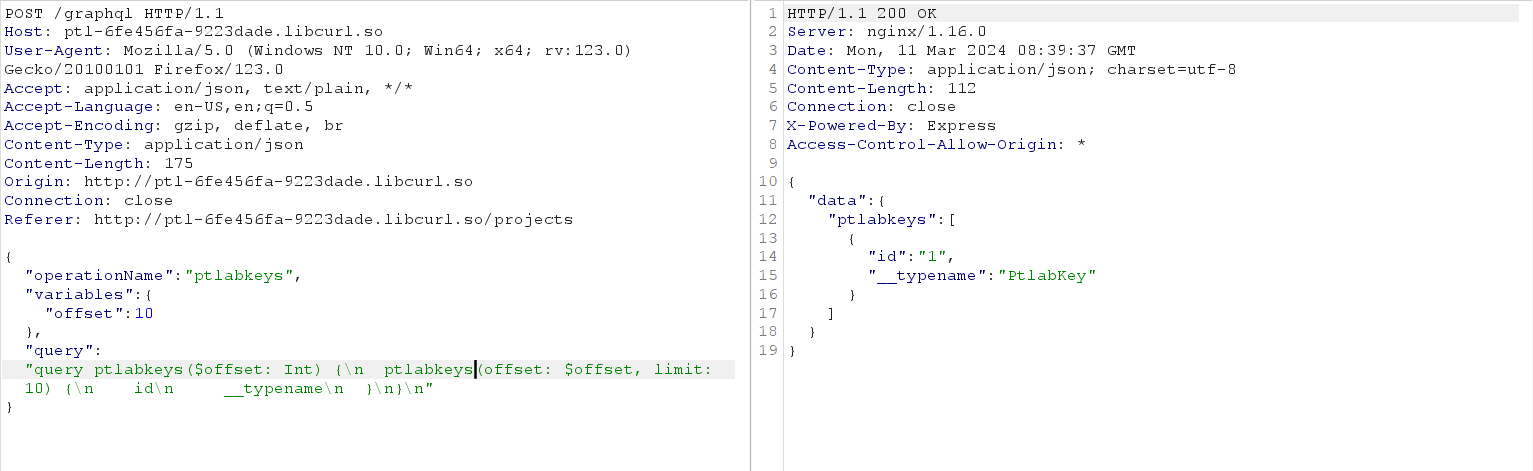 POST /graphql HTTP/1.1
Host: ptl-6fe456fa-9223dade.libcurl.so
User-Agent: Mozilla/5.0 (Windows NT 10.0; Win64; x64; rv:123.0)
Gecko/20100101 Firefox/123.0
Accept: application/json, text/plain, */*
Accept-Language: en-US,en;q=0.5
Accept-Encoding: gzip, deflate, br
Content-Type: application/json
Content-Length: 175
Origin: http://ptl-6fe456fa-9223dade.libcurl.so
Connection: close
Referer: http://ptl-6fe456fa-9223dade.libcurl.so/projects

{
  "operationName":"ptlabkeys",
  "variables":{
    "offset":10
  },
  "query":
  "query ptlabkeys($offset: Int) {\n  ptlabkeys(offset: $offset, limit:
  10) {\n    id\n     __typename\n  }\n}\n"
}
1 HTTP/1.1 200 OK
2 Server: nginx/1.16.0
3 Date: Mon, 11 Mar 2024 08:39:37 GMT
4 Content-Type: application/json; charset=utf-8
5 Content-Length: 112
6 Connection: close
7 X-Powered-By: Express
8 Access-Control-Allow-Origin: *
9
10 {
11   "data":{
12     "ptlabkeys":[
13       {
14         "id":"1",
15         "__typename":"PtlabKey"
16       }
17     ]
18   }
19 }